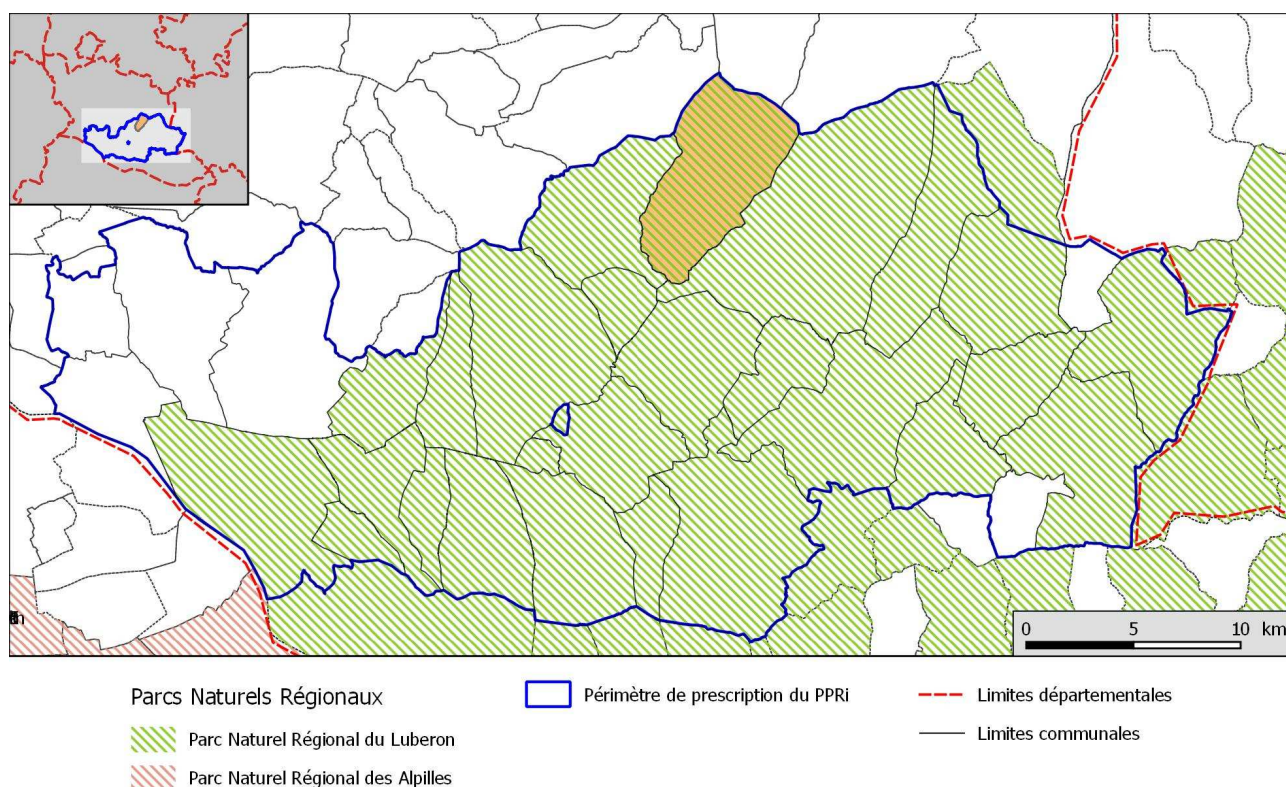 0 5 10 km
Parcs Naturels Régionaux
Parc Naturel Régional du Luberon
Parc Naturel Régional des Alpilles
Périmètre de prescription du PPRi
Limites départementales
Limites communales